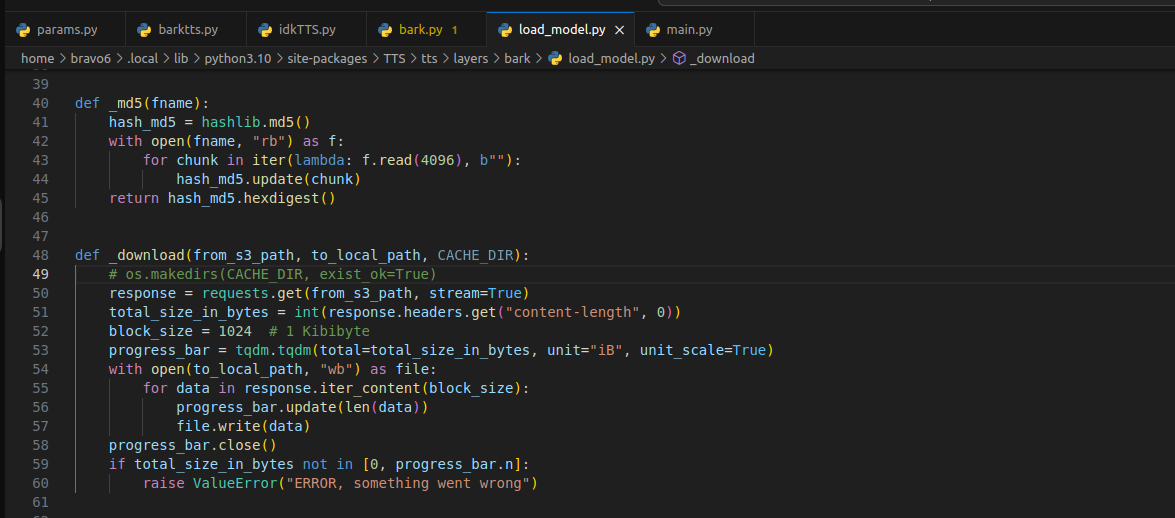 params.py barktts.py idkTTS.py bark.py 1 load_model.py main.py
home > bravo6 > .local > lib > python3.10 > site-packages > TTS > tts > layers > bark > load_model.py > _download
39
40 def _md5(fname):
41     hash_md5 = hashlib.md5()
42     with open(fname, "rb") as f:
43         for chunk in iter(lambda: f.read(4096), b""):
44             hash_md5.update(chunk)
45     return hash_md5.hexdigest()
46
47
48 def _download(from_s3_path, to_local_path, CACHE_DIR):
49     # os.makedirs(CACHE_DIR, exist_ok=True)
50     response = requests.get(from_s3_path, stream=True)
51     total_size_in_bytes = int(response.headers.get("content-length", 0))
52     block_size = 1024  # 1 Kibibyte
53     progress_bar = tqdm.tqdm(total=total_size_in_bytes, unit="iB", unit_scale=True)
54     with open(to_local_path, "wb") as file:
55         for data in response.iter_content(block_size):
56             progress_bar.update(len(data))
57             file.write(data)
58     progress_bar.close()
59     if total_size_in_bytes not in [0, progress_bar.n]:
60         raise ValueError("ERROR, something went wrong")
61